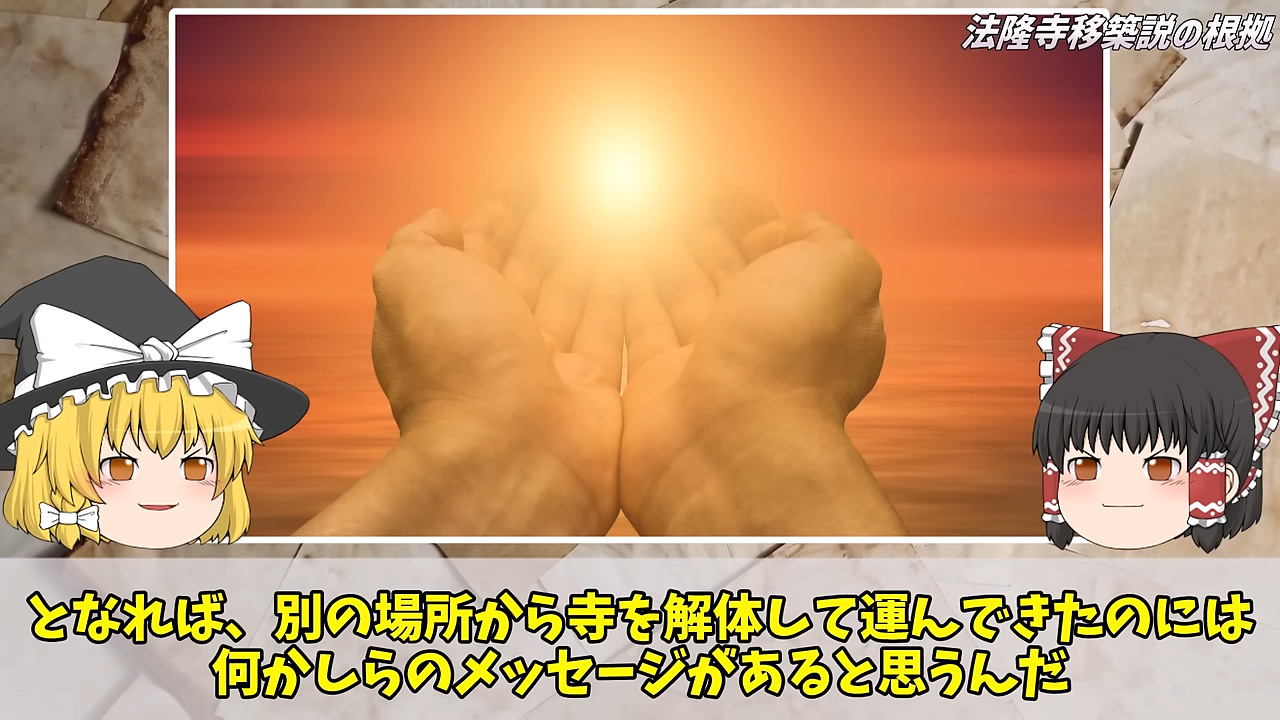 法隆寺移築説の根拠
となれば、別の場所から寺を解体して運んできたのには
何かしらのメッセージがあると思うんだ